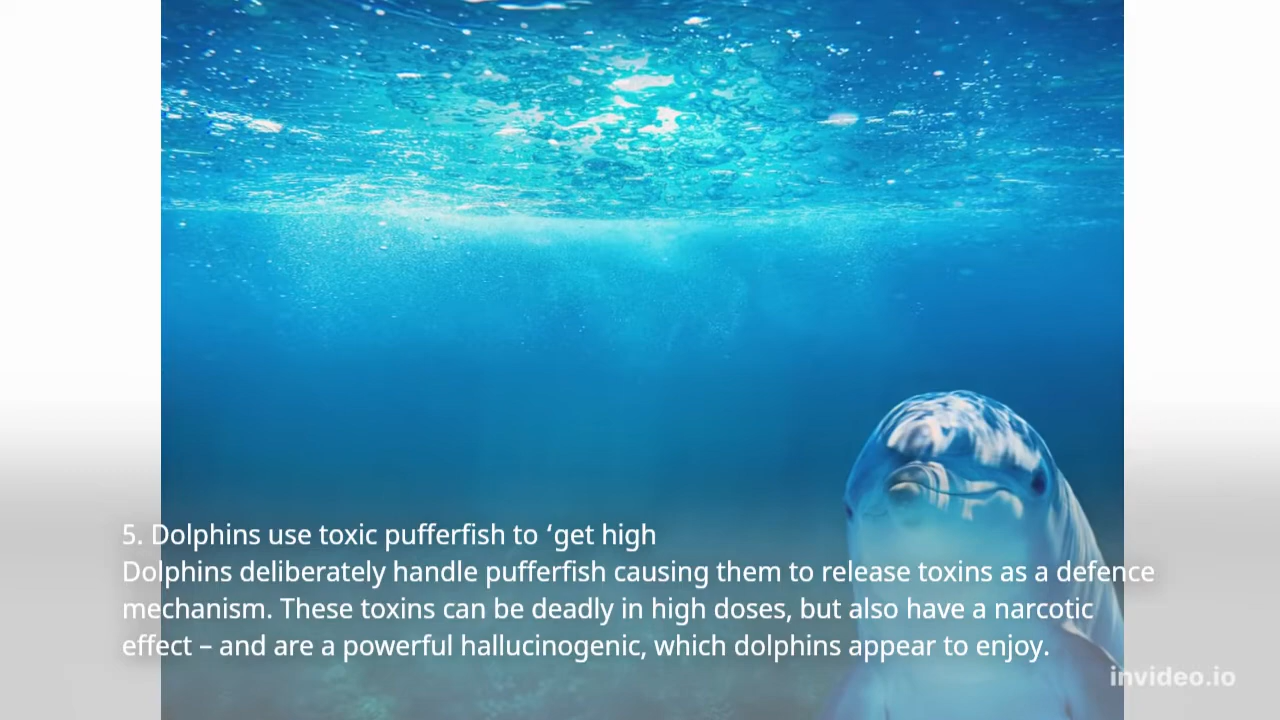 5. Dolphins use toxic pufferfish to ‘get high
Dolphins deliberately handle pufferfish causing them to release toxins as a defence
mechanism. These toxins can be deadly in high doses, but also have a narcotic
effect – and are a powerful hallucinogenic, which dolphins appear to enjoy.
invideo.io